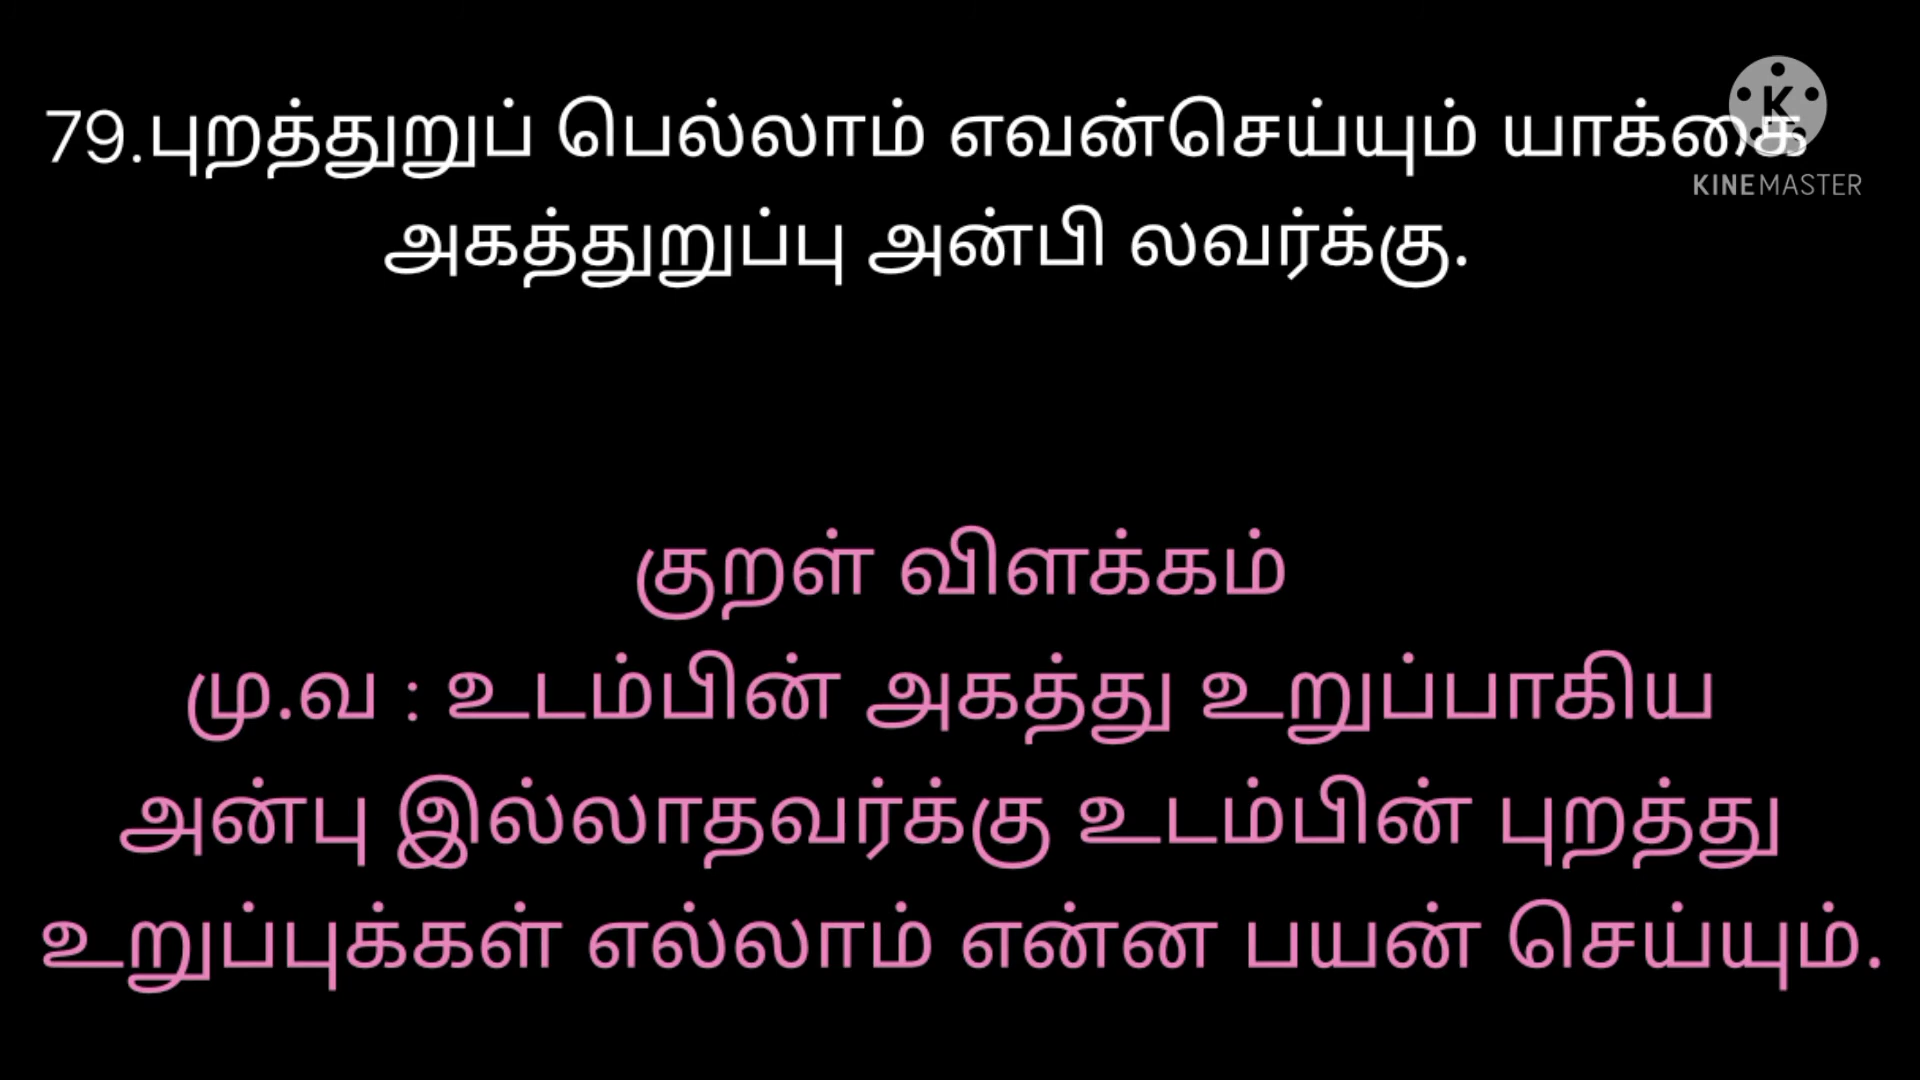 79.புறத்துறுப் பெல்லாம் எவன்செய்யும் யாக்கை
அகத்துறுப்பு அன்பி லவர்க்கு.
K
KINEMASTER
குறள் விளக்கம்
மு.வ : உடம்பின் அகத்து உறுப்பாகிய
அன்பு இல்லாதவர்க்கு உடம்பின் புறத்து
உறுப்புக்கள் எல்லாம் என்ன பயன் செய்யும்.